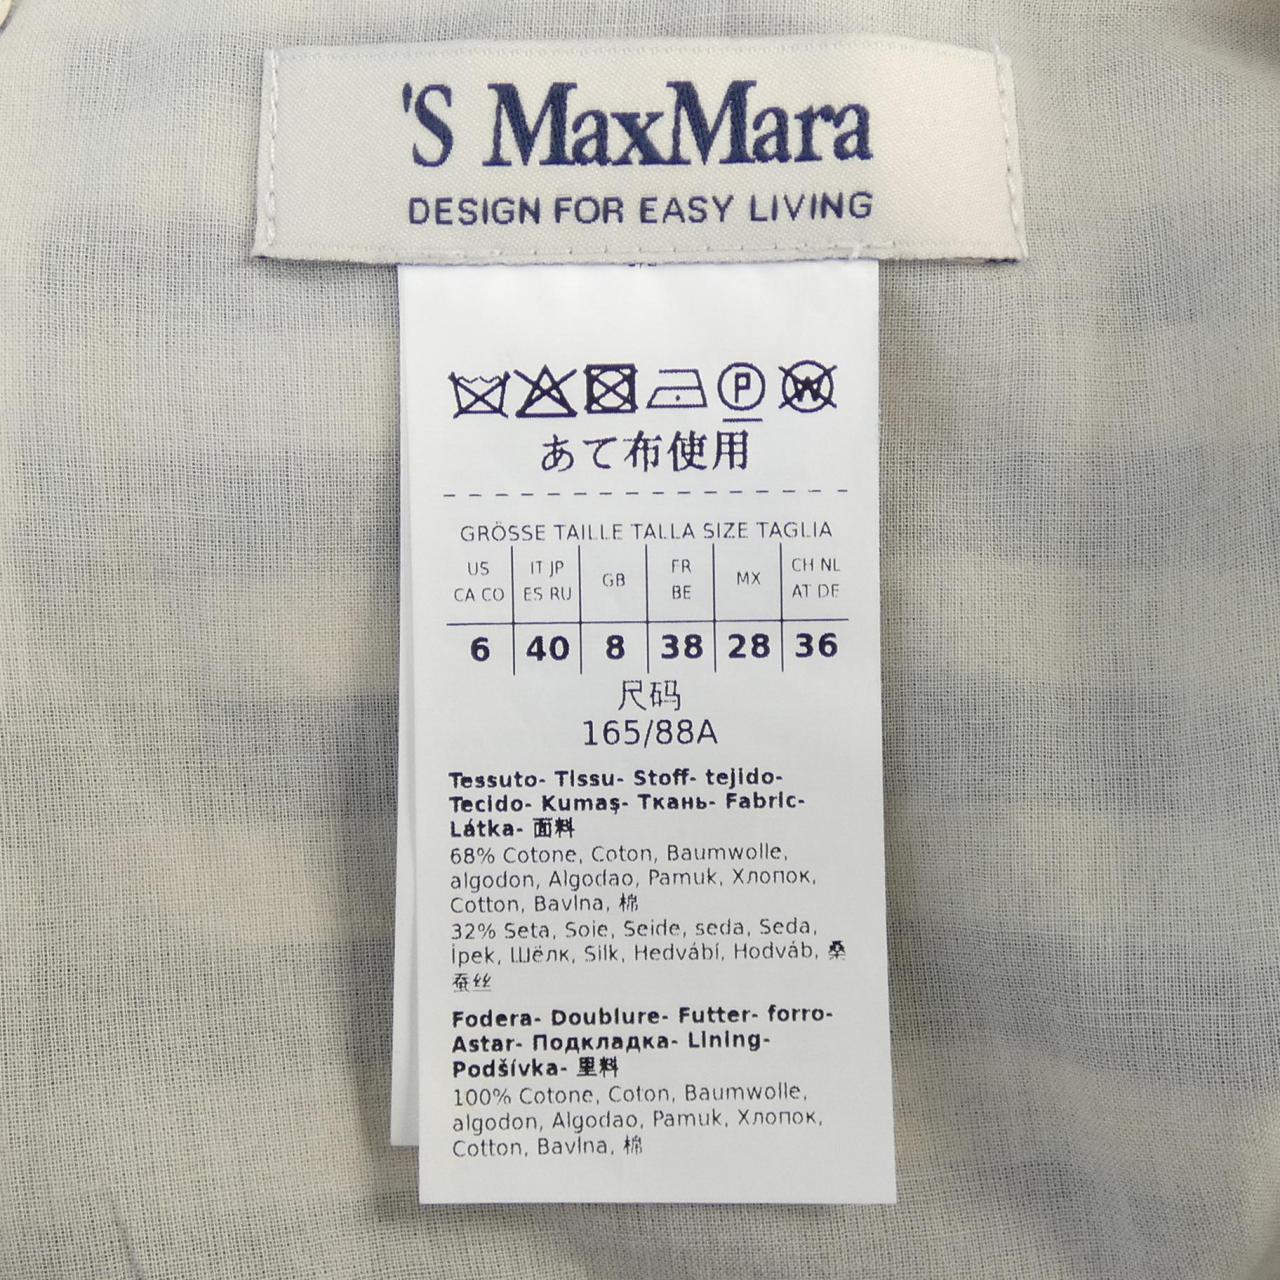 'S MaxMara
DESIGN FOR EASY LIVING
P W
あて布使用
GRÖSSE TAILLE TALLA SIZE TAGLIA
US IT JP GB FR MX CH NL
CA CO ES RU BE AT DE
6 40 8 38 28 36
尺码
165/88A
Tessuto- Tissu- Stoff- tejido-
Tecido- Kumaş- Ткань- Fabric-
Látka- 面料
68% Cotone, Coton, Baumwolle,
algodon, Algodao, Pamuk, Хлопок,
Cotton, Bavlna, 棉
32% Seta, Soie, Seide, seda, Seda,
İpek, Шёлк, Silk, Hedvábí, Hodváb, 桑
蚕丝
Fodera- Doublure- Futter- forro-
Astar- Подкладка- Lining-
Podšívka- 里料
100% Cotone, Coton, Baumwolle,
algodon, Algodao, Pamuk, Хлопок,
Cotton, Bavlna, 棉